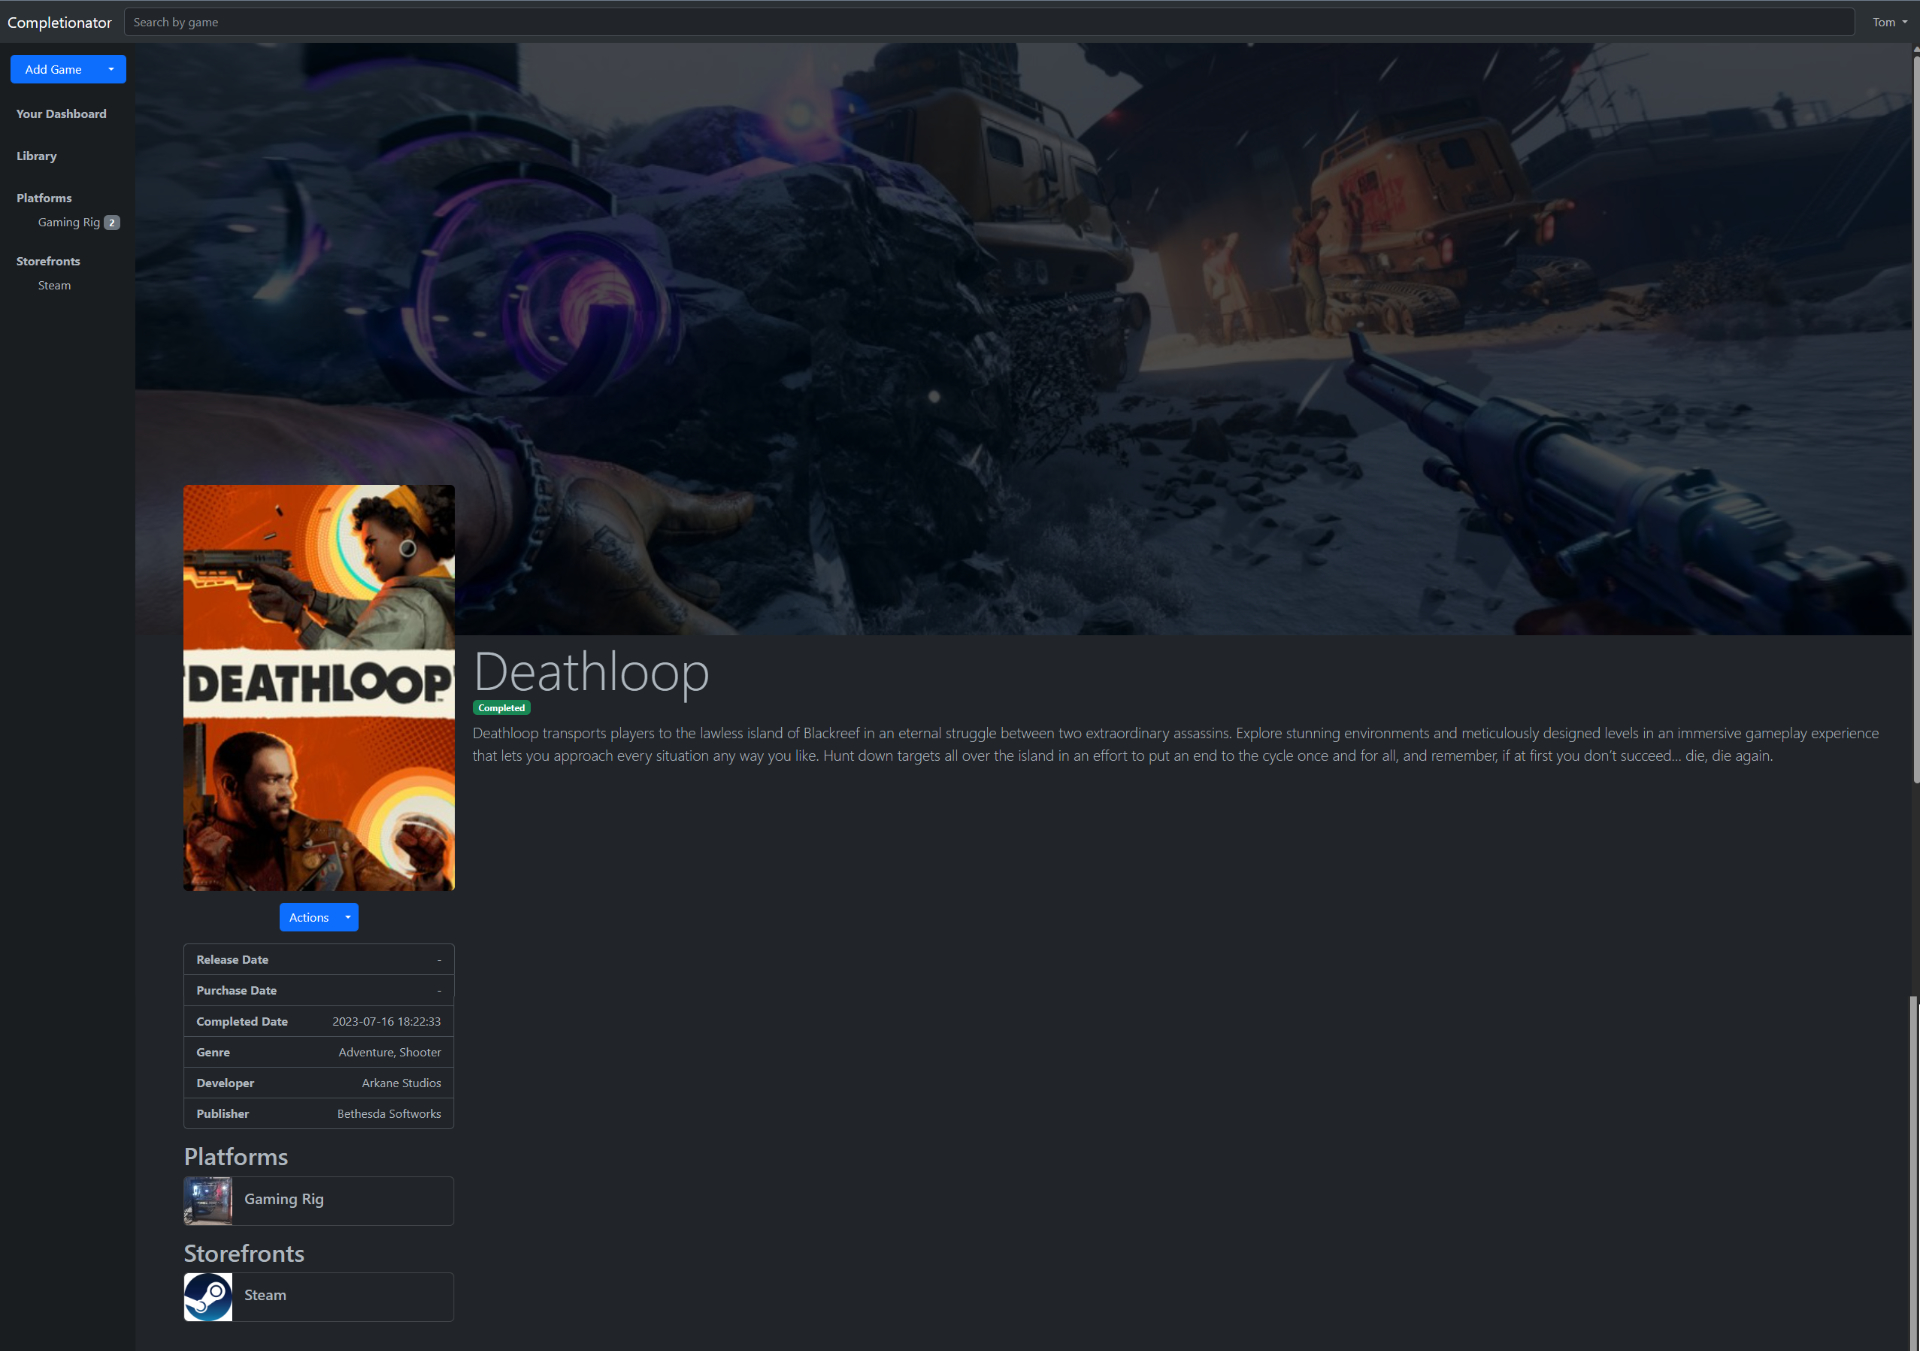 Completionator
Search by game
Tom
Add Game
Your Dashboard
Library
Platforms
Gaming Rig 2
Storefronts
Steam
DEATHLOOP
Deathloop
Completed
Deathloop transports players to the lawless island of Blackreef in an eternal struggle between two extraordinary assassins. Explore stunning environments and meticulously designed levels in an immersive gameplay experience
that lets you approach every situation any way you like. Hunt down targets all over the island in an effort to put an end to the cycle once and for all, and remember, if at first you don’t succeed... die, die again.
Actions
Release Date -
Purchase Date -
Completed Date 2023-07-16 18:22:33
Genre Adventure, Shooter
Developer Arkane Studios
Publisher Bethesda Softworks
Platforms
Gaming Rig
Storefronts
Steam